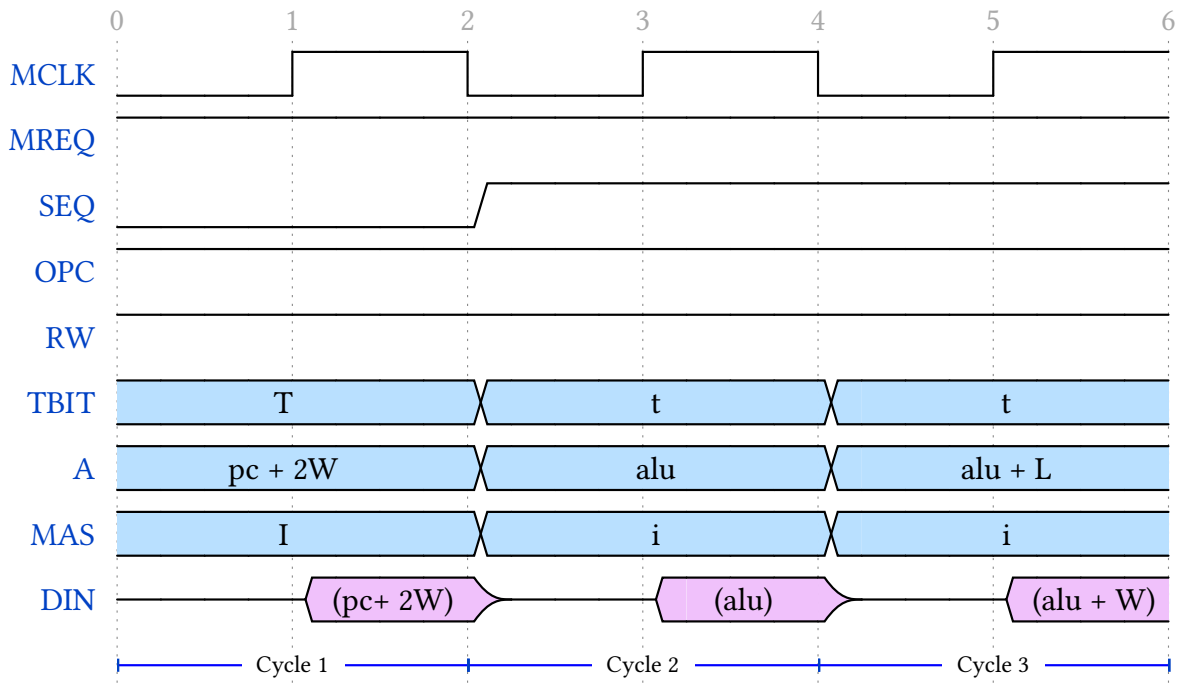 0 1 2 3 4 5 6
MCLK
MREQ
SEQ
OPC
RW
TBIT T t t
A pc + 2W alu alu + L
MAS I i i
DIN (pc+ 2W) (alu) (alu + W)
Cycle 1 Cycle 2 Cycle 3